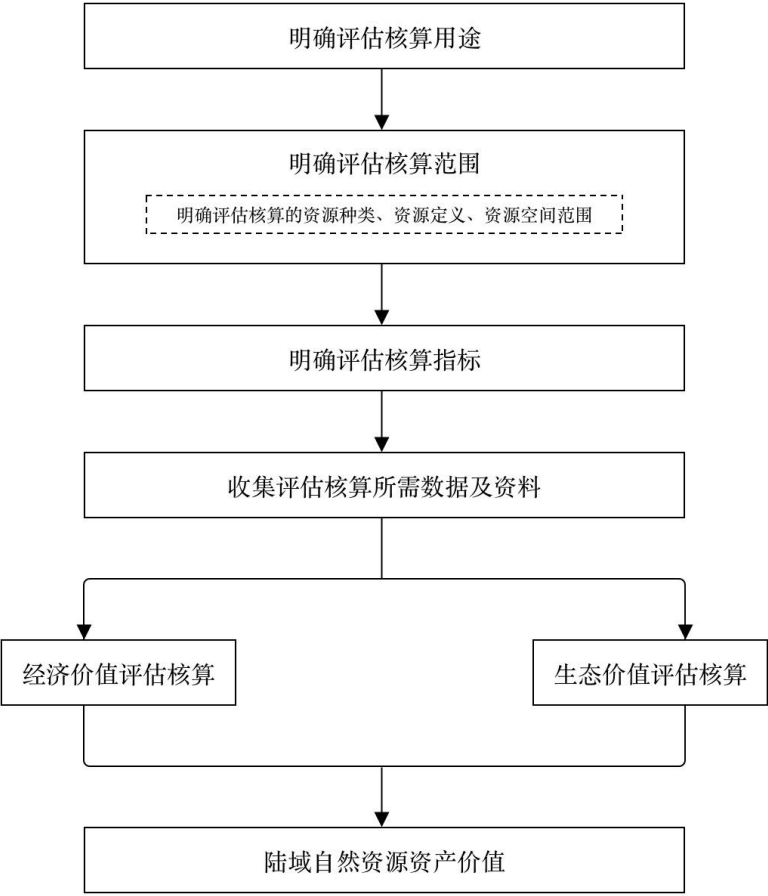 明确评估核算用途
明确评估核算范围
明确评估核算的资源种类、资源定义、资源空间范围
明确评估核算指标
收集评估核算所需数据及资料
经济价值评估核算
生态价值评估核算
陆域自然资源资产价值